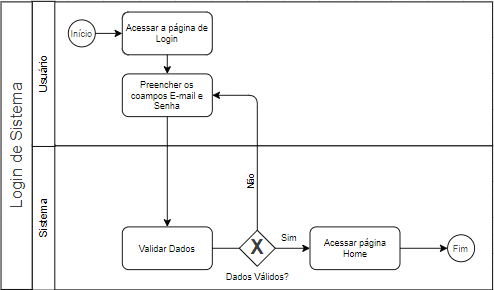 Login de Sistema
Usuário
Início
Acessar a página de
Login
Preencher os
coampos E-mail e
Senha
Sistema
Validar Dados
X
Não
Sim
Dados Válidos?
Acessar página
Home
Fim